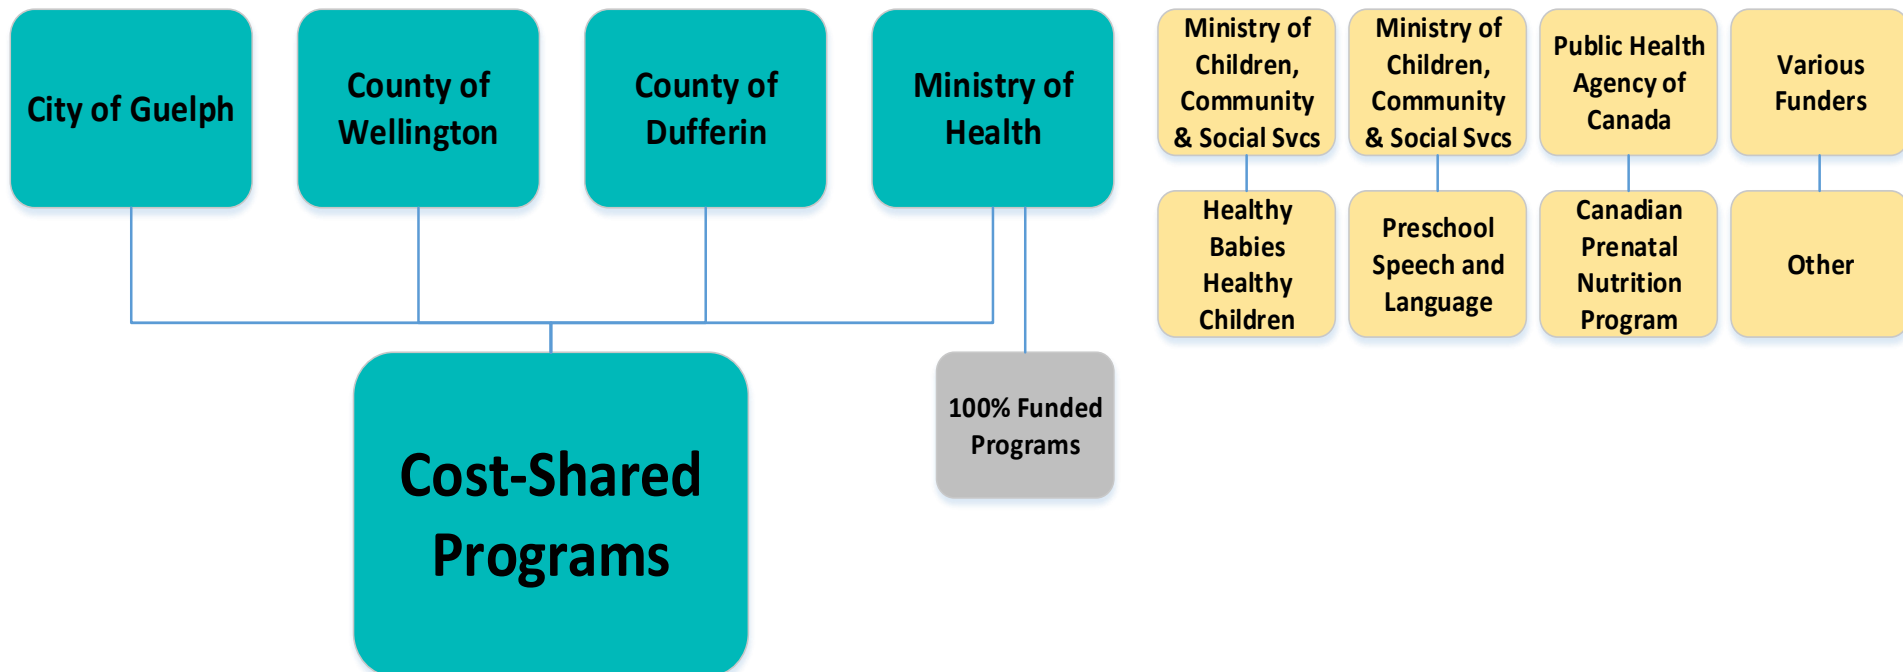 City of Guelph
County of
Wellington
County of
Dufferin
Ministry of
Health
Ministry of
Children,
Community
& Social Svcs
Ministry of
Children,
Community
& Social Svcs
Public Health
Agency of
Canada
Various
Funders
Healthy
Babies
Healthy
Children
Preschool
Speech and
Language
Canadian
Prenatal
Nutrition
Program
Other
Cost-Shared
Programs
100% Funded
Programs